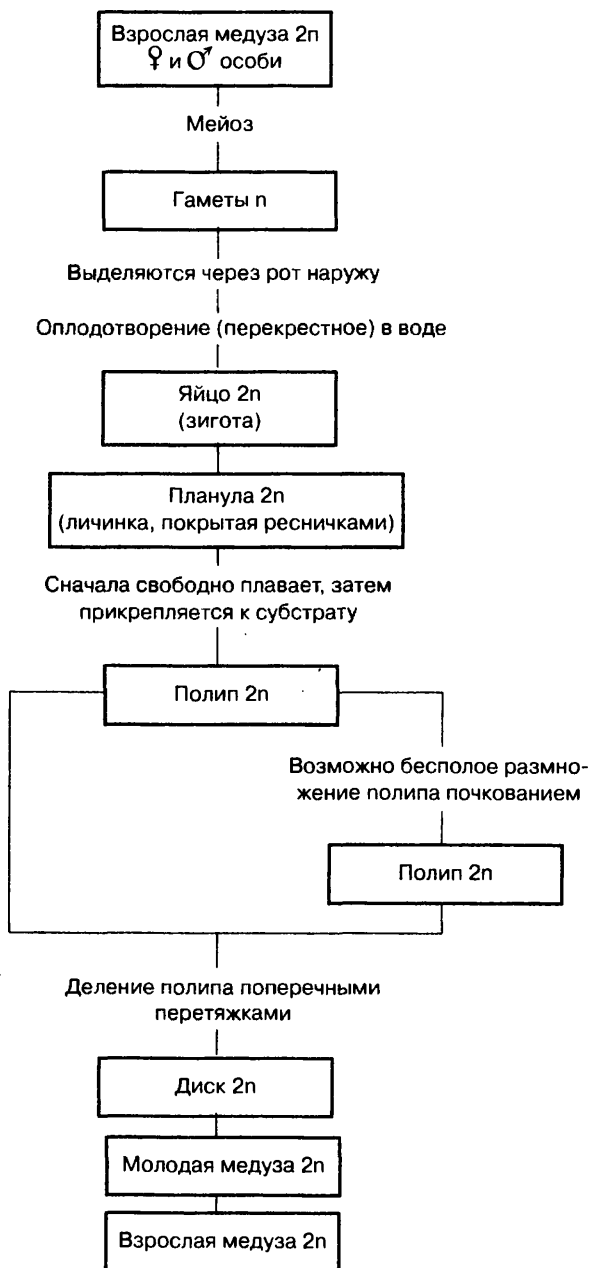 Взрослая медуза 2n
♀ и ♂ особи
Мейоз
Гаметы n
Выделяются через рот наружу
Оплодотворение (перекрестное) в воде
Яйцо 2n
(зигота)
Планула 2n
(личинка, покрытая ресничками)
Сначала свободно плавает, затем
прикрепляется к субстрату
Полип 2n
Возможно бесполое размно-
жение полипа почкованием
Полип 2n
Деление полипа поперечными
перетяжками
Диск 2n
Молодая медуза 2n
Взрослая медуза 2n